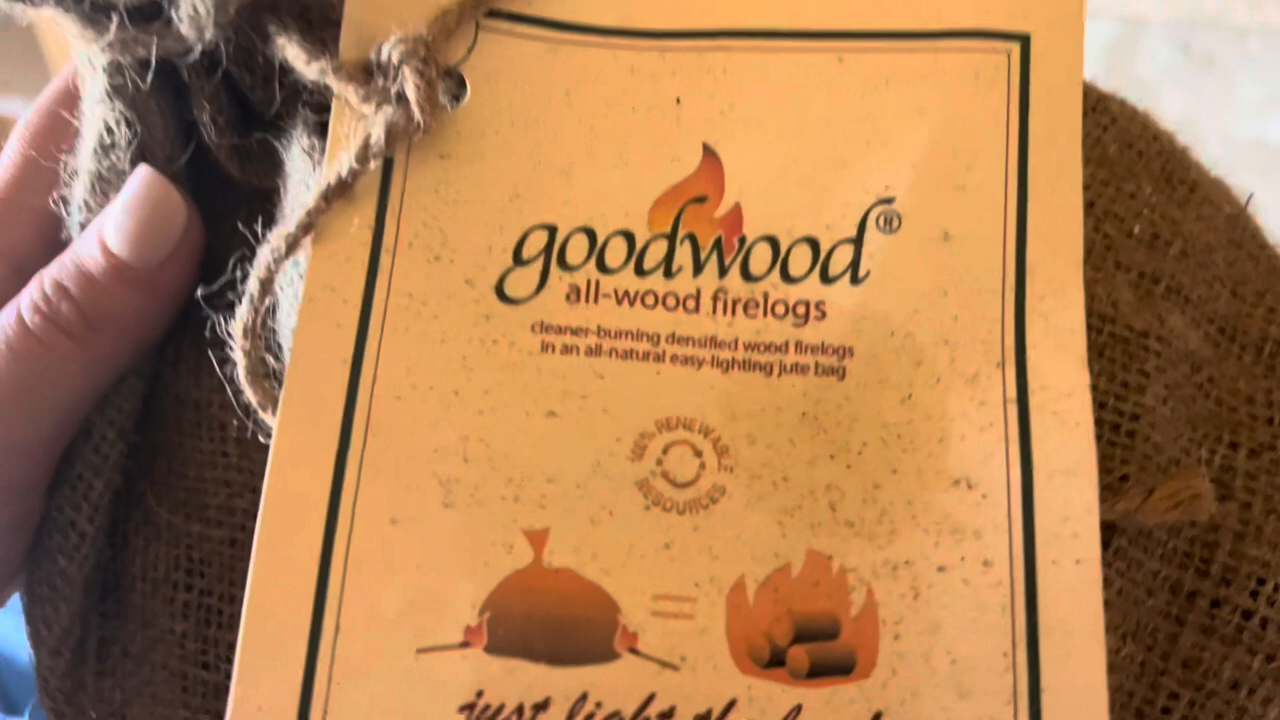 goodwood®
all-wood firelogs
cleaner-burning densified wood firelogs
in an all-natural easy-lighting jute bag
100% RENEWABLE
RESOURCES
just light the